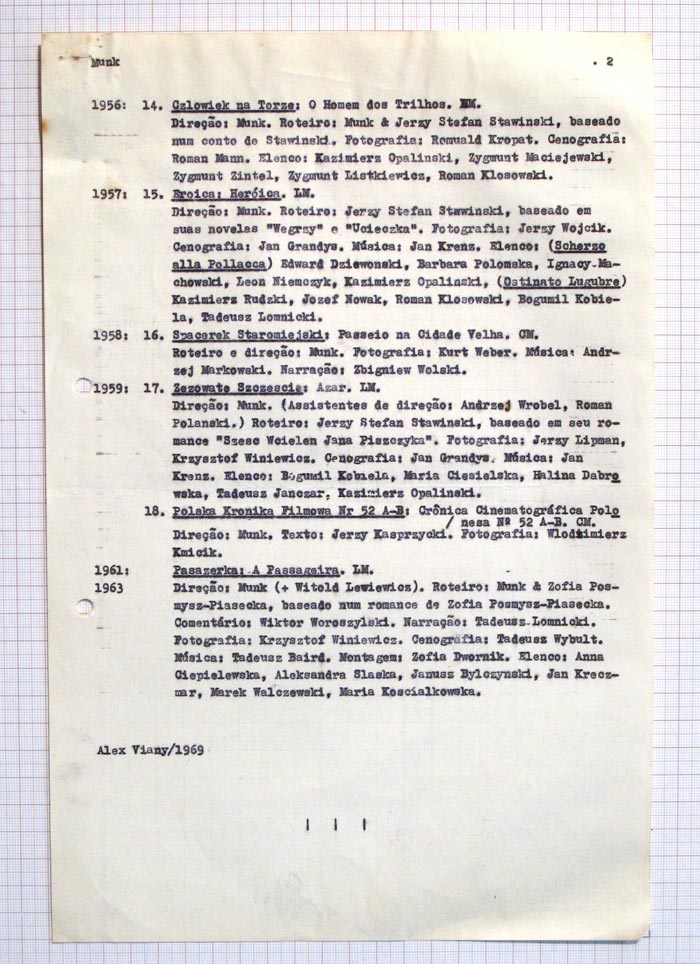 Munk . 2
1956: 14. Czlowiek na Torze: O Homem dos Trilhos. LM.
Direção: Munk. Roteiro: Munk & Jerzy Stefan Stawinski, baseado
num conto de Stawinski. Fotografia: Romuald Kropat. Cenografia:
Roman Mann. Elenco: Kazimierz Opalinski, Zygmunt Maciejewski,
Zygmunt Zintel, Zygmunt Listkiewicz, Roman Klosowski.
1957: 15. Eroica: Heróica. LM.
Direção: Munk. Roteiro: Jerzy Stefan Stawinski, baseado em
suas novelas "Wegrzy" e "Ucieczka". Fotografia: Jerzy Wojcik.
Cenografia: Jan Grandys. Música: Jan Krenz. Elenco: (Scherzo
alla Pollacca) Edward Dziewonski, Barbara Polomska, Ignacy Ma-
chowski, Leon Niemczyk, Kazimierz Opalinski, (Ostinato Lugubre)
Kazimierz Rudzki, Jozef Nowak, Roman Klosowski, Bogumil Kobie-
la, Tadeusz Lomnicki.
1958: 16. Spacerek Staromiejski: Passeio na Cidade Velha. CM.
Roteiro e direção: Munk. Fotografia: Kurt Weber. Música: Andr-
zej Markowski. Narração: Zbigniew Wolski.
1959: 17. Zezowate Szczescie: Azar. LM.
Direção: Munk. (Assistentes de direção: Andrzej Wrobel, Roman
Polanski.) Roteiro: Jerzy Stefan Stawinski, baseado em seu ro-
mance "Szesc Wcielen Jana Piszczyka". Fotografia: Jerzy Lipman,
Krzysztof Winiewicz. Cenografia: Jan Grandys. Música: Jan
Krenz. Elenco: Bogumil Kobiela, Maria Ciesielska, Halina Dabro
wska, Tadeusz Janczar, Kazimierz Opalinski.
18. Polska Kronika Filmowa Nr 52 A-B: Crônica Cinematográfica Polo
/ nesa Nº 52 A-B. CM.
Direção: Munk. Texto: Jerzy Kasprzycki. Fotografia: Wlodzimierz
Kmicik.
1961: Pasazerka: A Passageira. LM.
1963 Direção: Munk (+ Witold Lewiewicz). Roteiro: Munk & Zofia Pos-
mysz-Piasecka, baseado num romance de Zofia Posmysz-Piasecka.
Comentário: Wiktor Woroszylski. Narração: Tadeusz Lomnicki.
Fotografia: Krzysztof Winiewicz. Cenografia: Tadeusz Wybult.
Música: Tadeusz Baird. Montagem: Zofia Dwornik. Elenco: Anna
Ciepielewska, Aleksandra Slaska, Janusz Bylczynski, Jan Krecz-
mar, Marek Walczewski, Maria Koscialkowska.
Alex Viany/1969